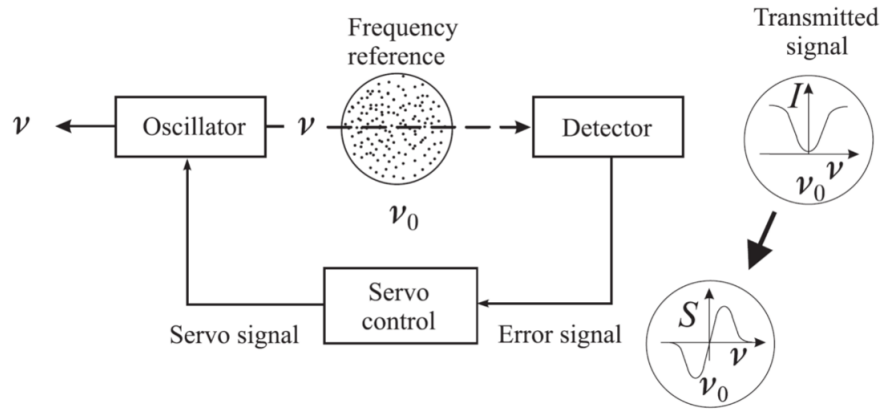 Frequency
reference
Transmitted
signal
ν
Oscillator
ν
Detector
I
ν
ν₀
ν₀
Servo
control
Servo signal
Error signal
S
ν
ν₀